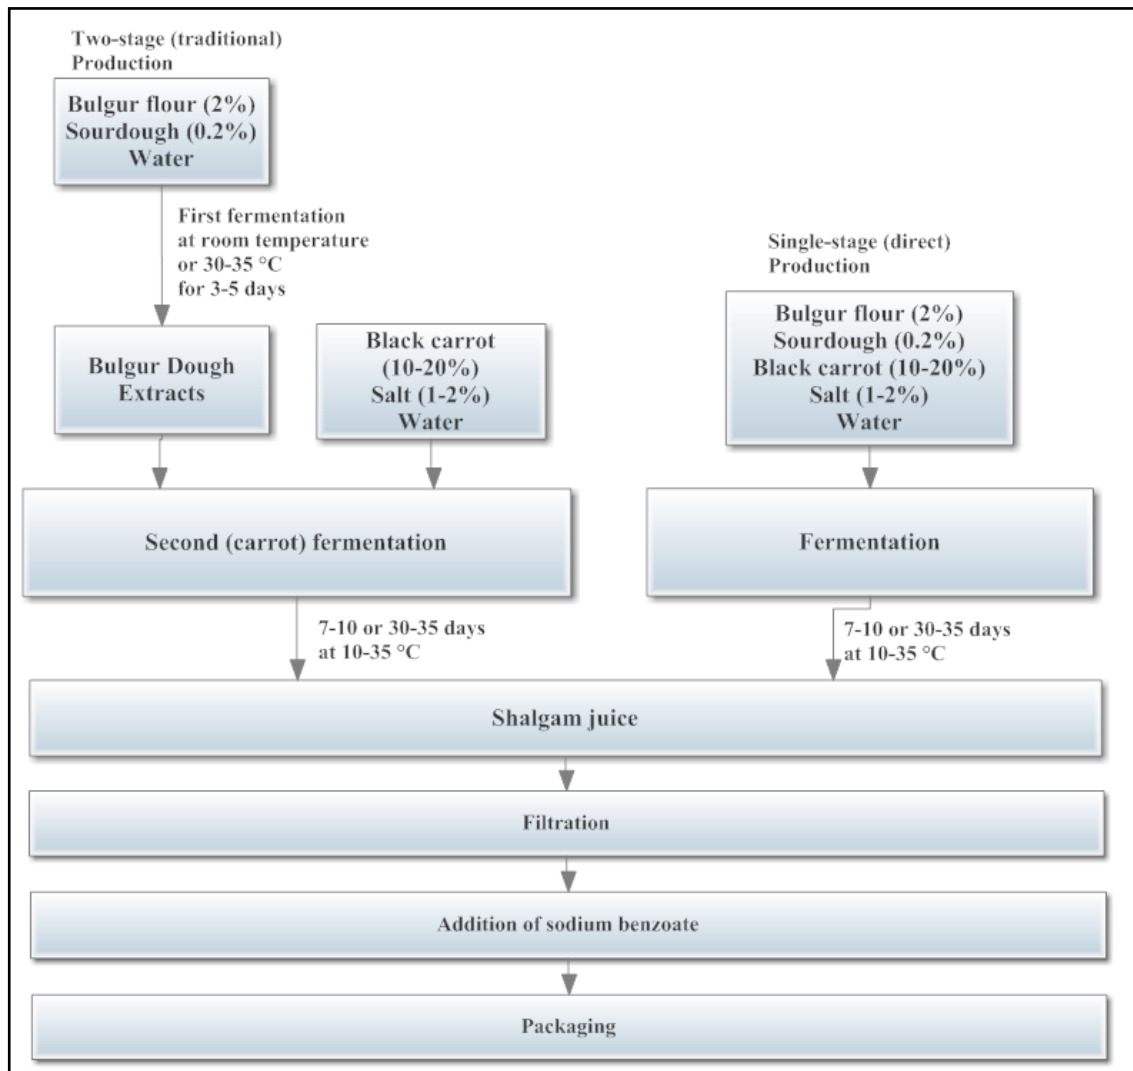 Two-stage (traditional)
Production
Bulgur flour (2%)
Sourdough (0.2%)
Water
First fermentation
at room temperature
or 30-35 °C
for 3-5 days
Bulgur Dough
Extracts
Black carrot
(10-20%)
Salt (1-2%)
Water
Second (carrot) fermentation
7-10 or 30-35 days
at 10-35 °C
Single-stage (direct)
Production
Bulgur flour (2%)
Sourdough (0.2%)
Black carrot (10-20%)
Salt (1-2%)
Water
Fermentation
7-10 or 30-35 days
at 10-35 °C
Shalgam juice
Filtration
Addition of sodium benzoate
Packaging